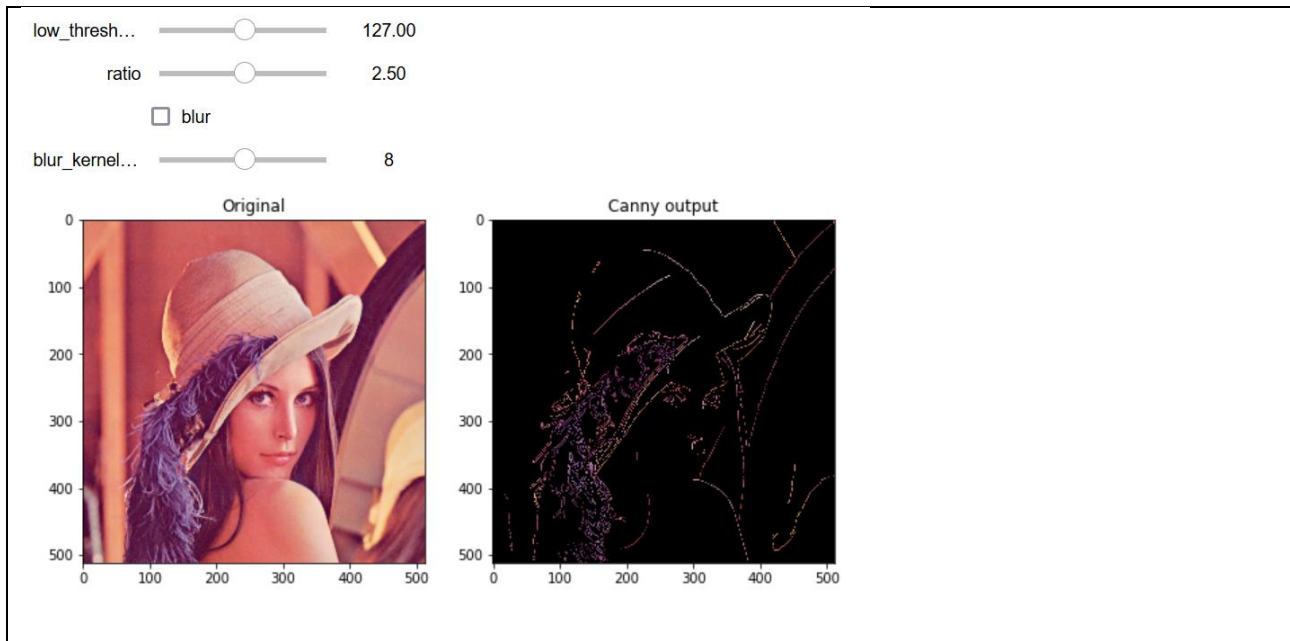 low_thresh… 127.00
ratio 2.50
blur
blur_kernel… 8
Original Canny output
0 0
100 100
200 200
300 300
400 400
500 500
0 100 200 300 400 500 0 100 200 300 400 500